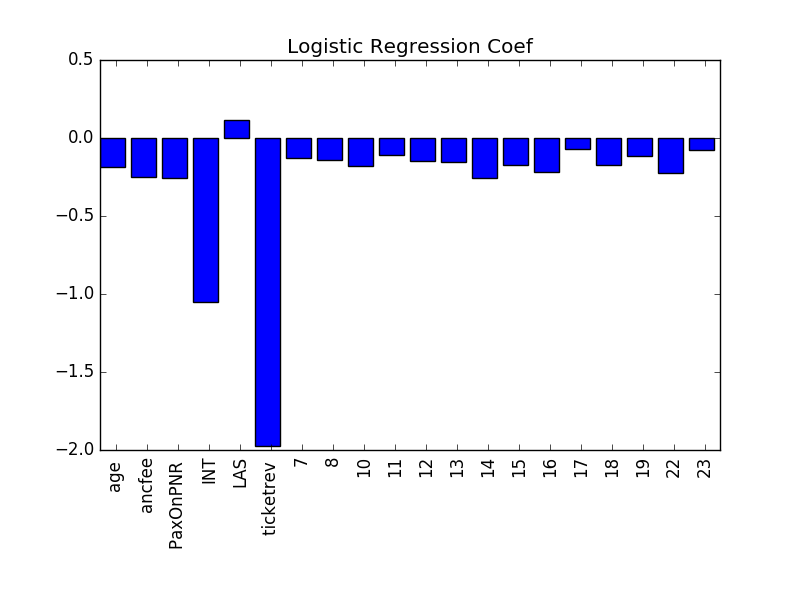 Logistic Regression Coef
0.5
0.0
−0.5
−1.0
−1.5
−2.0
age
ancfee
PaxOnPNR
INT
LAS
ticketrev
7
8
10
11
12
13
14
15
16
17
18
19
22
23